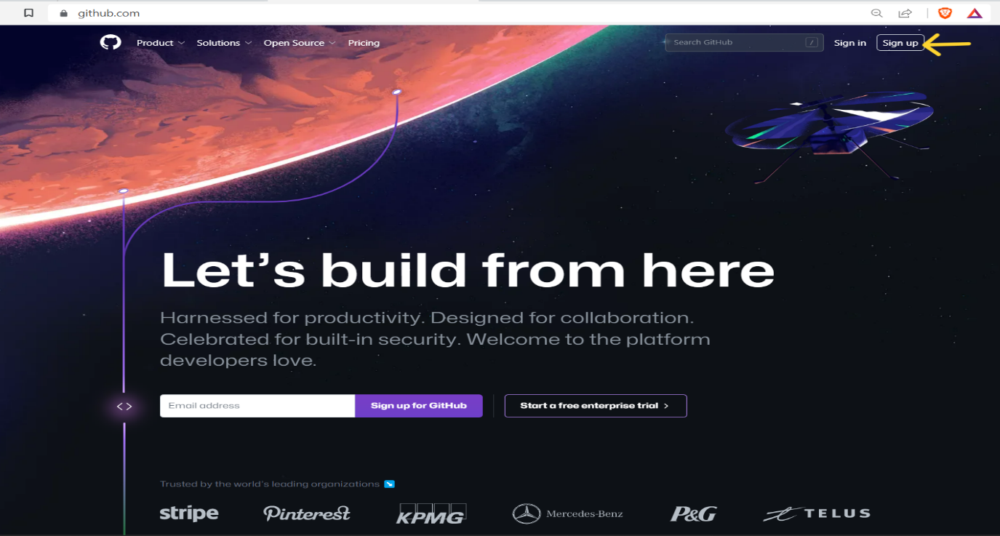 github.com
Product Solutions Open Source Pricing Search GitHub / Sign in Sign up
Let's build from here
Harnessed for productivity. Designed for collaboration.
Celebrated for built-in security. Welcome to the platform
developers love.
<> Email address Sign up for GitHub Start a free enterprise trial >
Trusted by the world's leading organizations
stripe Pinterest KPMG Mercedes-Benz P&G TELUS